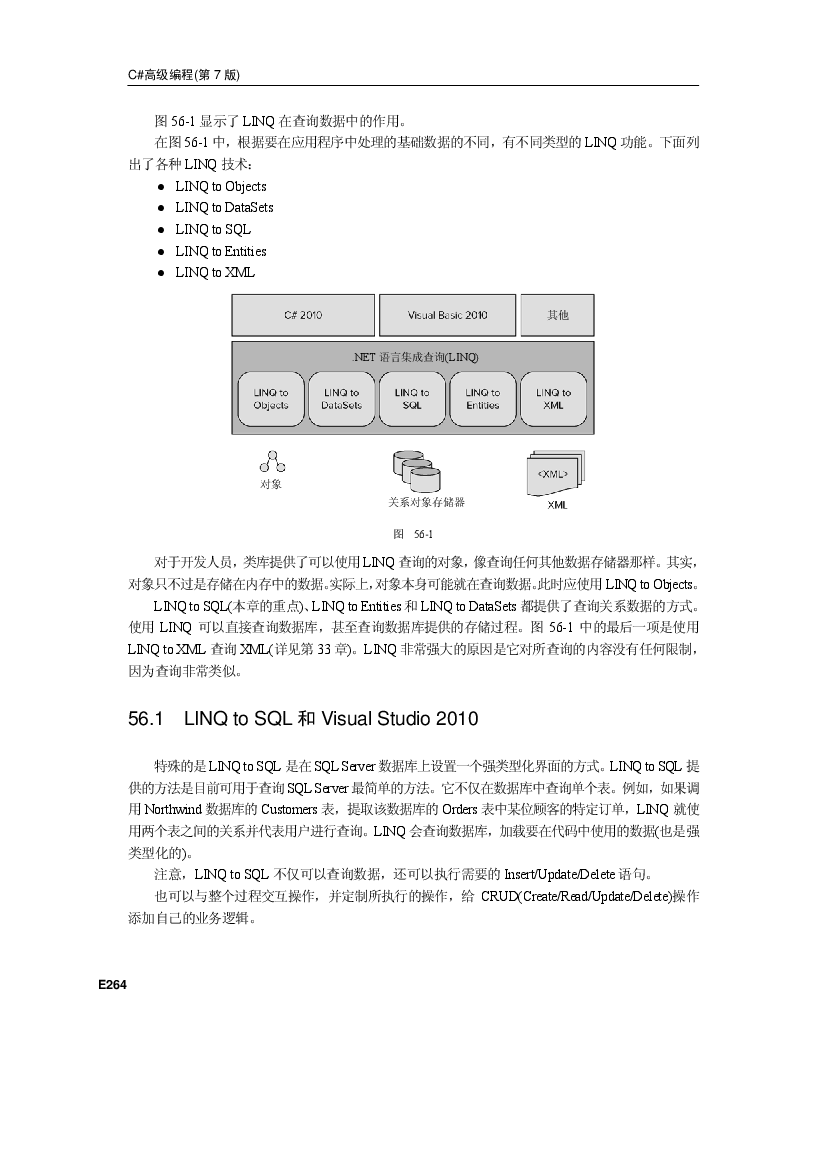 C#高级编程(第 7 版)
图 56-1 显示了 LINQ 在查询数据中的作用。
在图 56-1 中，根据要在应用程序中处理的基础数据的不同，有不同类型的 LINQ 功能。下面列
出了各种 LINQ 技术：
● LINQ to Objects
● LINQ to DataSets
● LINQ to SQL
● LINQ to Entities
● LINQ to XML
C# 2010
Visual Basic 2010
其他
.NET 语言集成查询(LINQ)
LINQ to Objects
LINQ to DataSets
LINQ to SQL
LINQ to Entities
LINQ to XML
对象
关系对象存储器
<XML>
XML
图 56-1
对于开发人员，类库提供了可以使用 LINQ 查询的对象，像查询任何其他数据存储器那样。其实，
对象只不过是存储在内存中的数据。实际上，对象本身可能就在查询数据。此时应使用 LINQ to Objects。
LINQ to SQL(本章的重点)、LINQ to Entities 和 LINQ to DataSets 都提供了查询关系数据的方式。
使用 LINQ 可以直接查询数据库，甚至查询数据库提供的存储过程。图 56-1 中的最后一项是使用
LINQ to XML 查询 XML(详见第 33 章)。LINQ 非常强大的原因是它对所查询的内容没有任何限制，
因为查询非常类似。
56.1 LINQ to SQL 和 Visual Studio 2010
特殊的是 LINQ to SQL 是在 SQL Server 数据库上设置一个强类型化界面的方式。LINQ to SQL 提
供的方法是目前可用于查询 SQL Server 最简单的方法。它不仅在数据库中查询单个表。例如，如果调
用 Northwind 数据库的 Customers 表，提取该数据库的 Orders 表中某位顾客的特定订单，LINQ 就使
用两个表之间的关系并代表用户进行查询。LINQ 会查询数据库，加载要在代码中使用的数据(也是强
类型化的)。
注意，LINQ to SQL 不仅可以查询数据，还可以执行需要的 Insert/Update/Delete 语句。
也可以与整个过程交互操作，并定制所执行的操作，给 CRUD(Create/Read/Update/Delete)操作
添加自己的业务逻辑。
E264